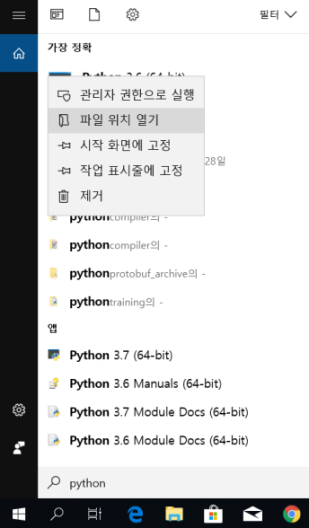 필터
가장 정확
Python 3.6 (64-bit)
관리자 권한으로 실행
파일 위치 열기
시작 화면에 고정
28일
작업 표시줄에 고정
제거
pythoncompiler의 -
pythoncompiler의 -
pythonprotobuf_archive의 -
pythontraining의 -
앱
Python 3.7 (64-bit)
Python 3.6 Manuals (64-bit)
Python 3.7 Module Docs (64-bit)
Python 3.6 Module Docs (64-bit)
python